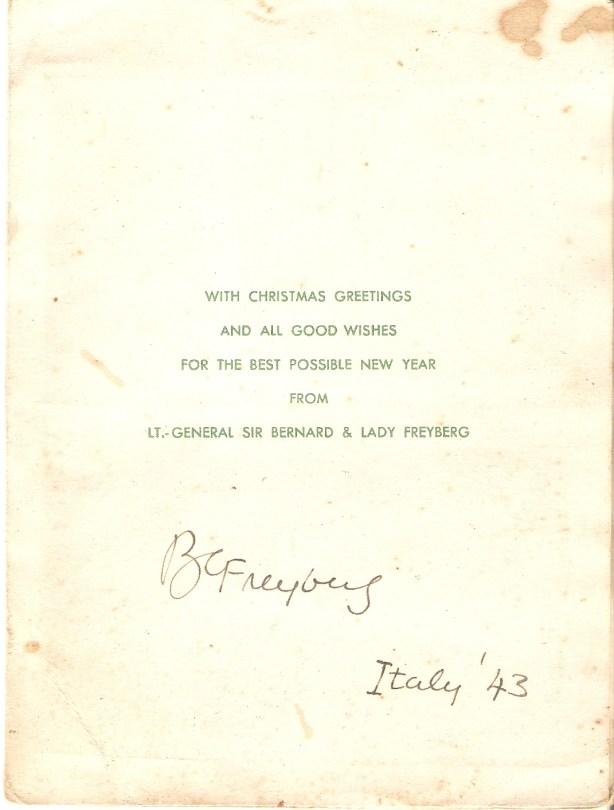 WITH CHRISTMAS GREETINGS
AND ALL GOOD WISHES
FOR THE BEST POSSIBLE NEW YEAR
FROM
LT.-GENERAL SIR BERNARD & LADY FREYBERG
BCFreyberg
Italy '43